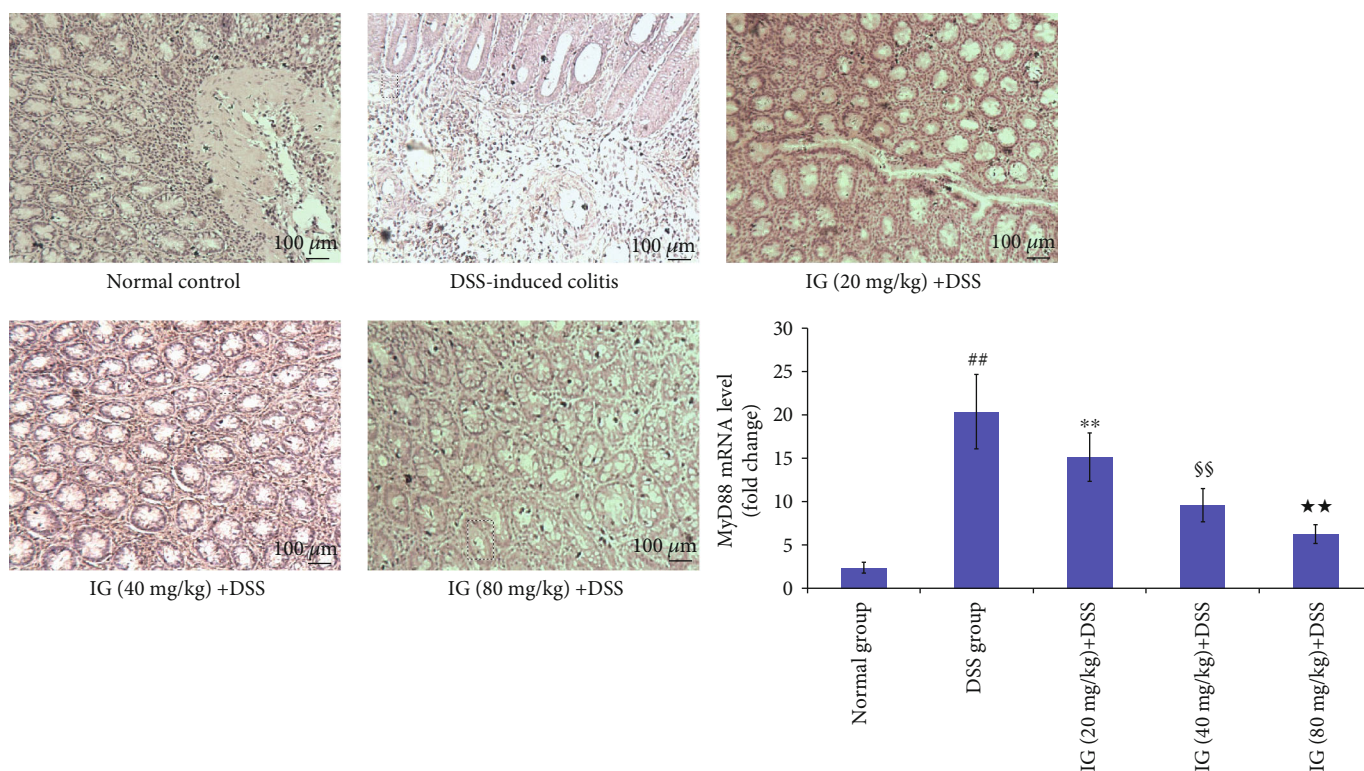 100 μm
Normal control
100 μm
DSS-induced colitis
100 μm
IG (20 mg/kg) +DSS
100 μm
IG (40 mg/kg) +DSS
100 μm
IG (80 mg/kg) +DSS
MyD88 mRNA level
(fold change)
30
25
20
15
10
5
0
##
**
§§
★★
Normal group
DSS group
IG (20 mg/kg)+DSS
IG (40 mg/kg)+DSS
IG (80 mg/kg)+DSS